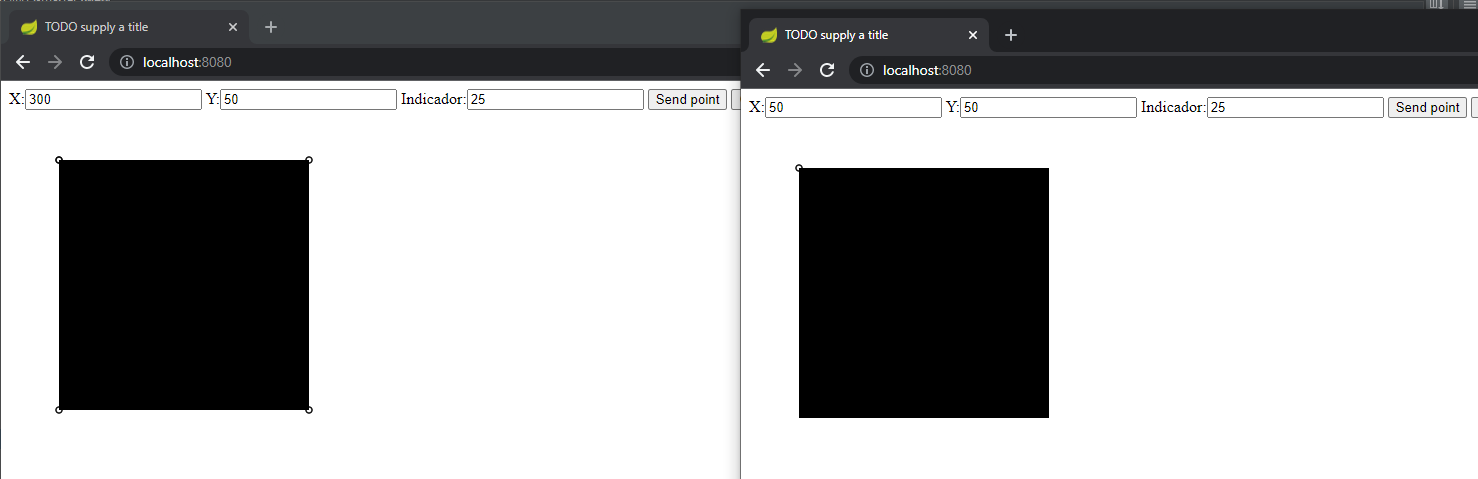 TODO supply a title
localhost:8080
X: 300 Y: 50 Indicador: 25 Send point
TODO supply a title
localhost:8080
X: 50 Y: 50 Indicador: 25 Send point